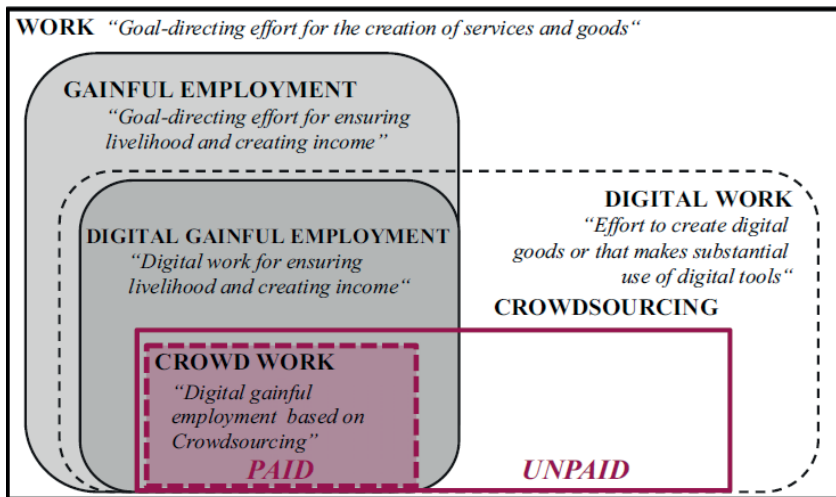 WORK “Goal-directing effort for the creation of services and goods“
GAINFUL EMPLOYMENT
“Goal-directing effort for ensuring
livelihood and creating income“
DIGITAL WORK
“Effort to create digital
goods or that makes substantial
use of digital tools“
DIGITAL GAINFUL EMPLOYMENT
“Digital work for ensuring
livelihood and creating income“
CROWDSOURCING
CROWD WORK
“Digital gainful
employment based on
Crowdsourcing”
PAID
UNPAID